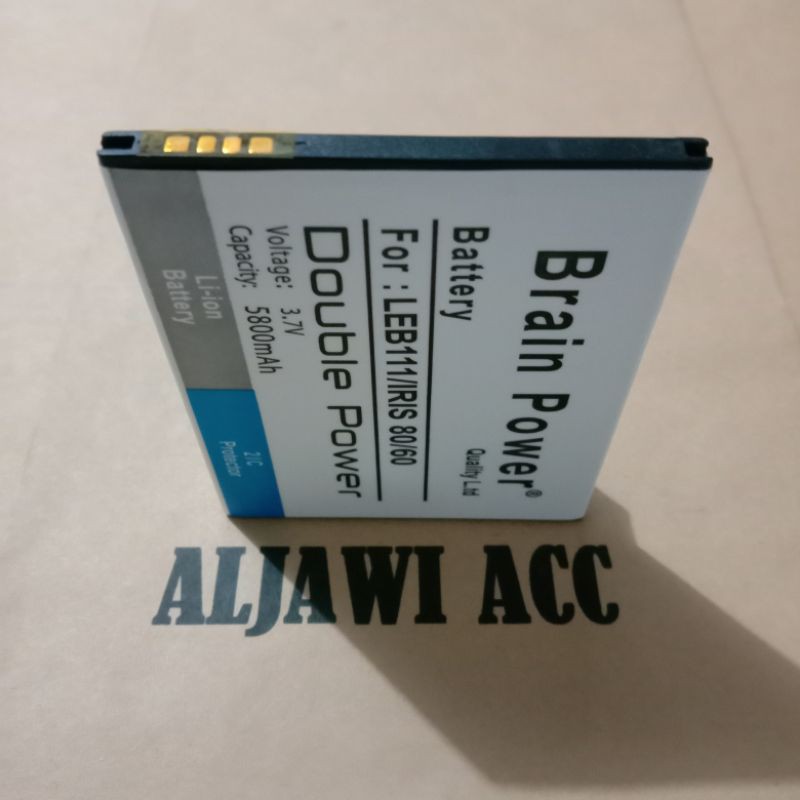 Brain Power®
Battery
Quality Ltd
For : LEB111/IRIS 80/60
Double Power
Voltage: 3.7V
Capacity: 5800mAh
Li-ion
Battery
2IC
Protector
ALJAWI ACC